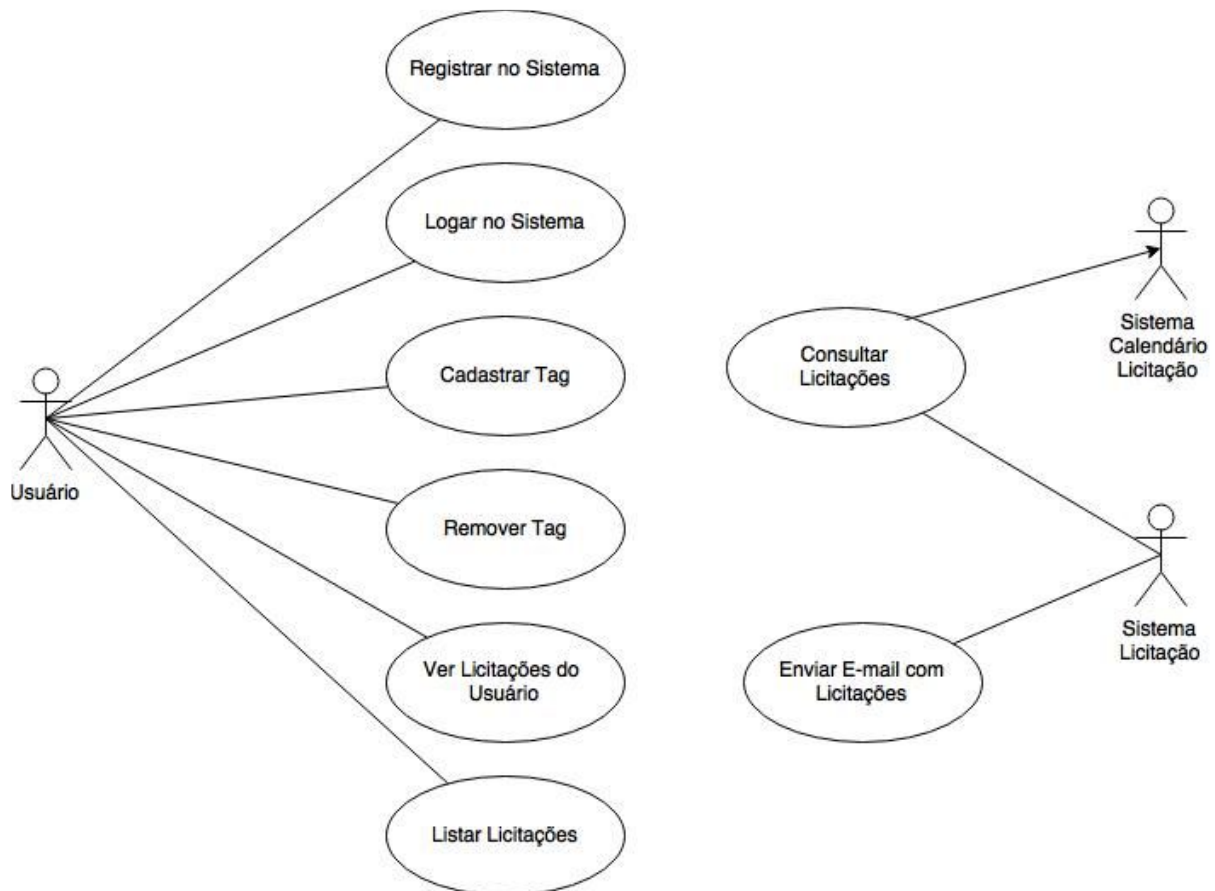 Registrar no Sistema
Logar no Sistema
Cadastrar Tag
Usuário
Remover Tag
Ver Licitações do
Usuário
Listar Licitações
Consultar
Licitações
Sistema
Calendário
Licitação
Enviar E-mail com
Licitações
Sistema
Licitação